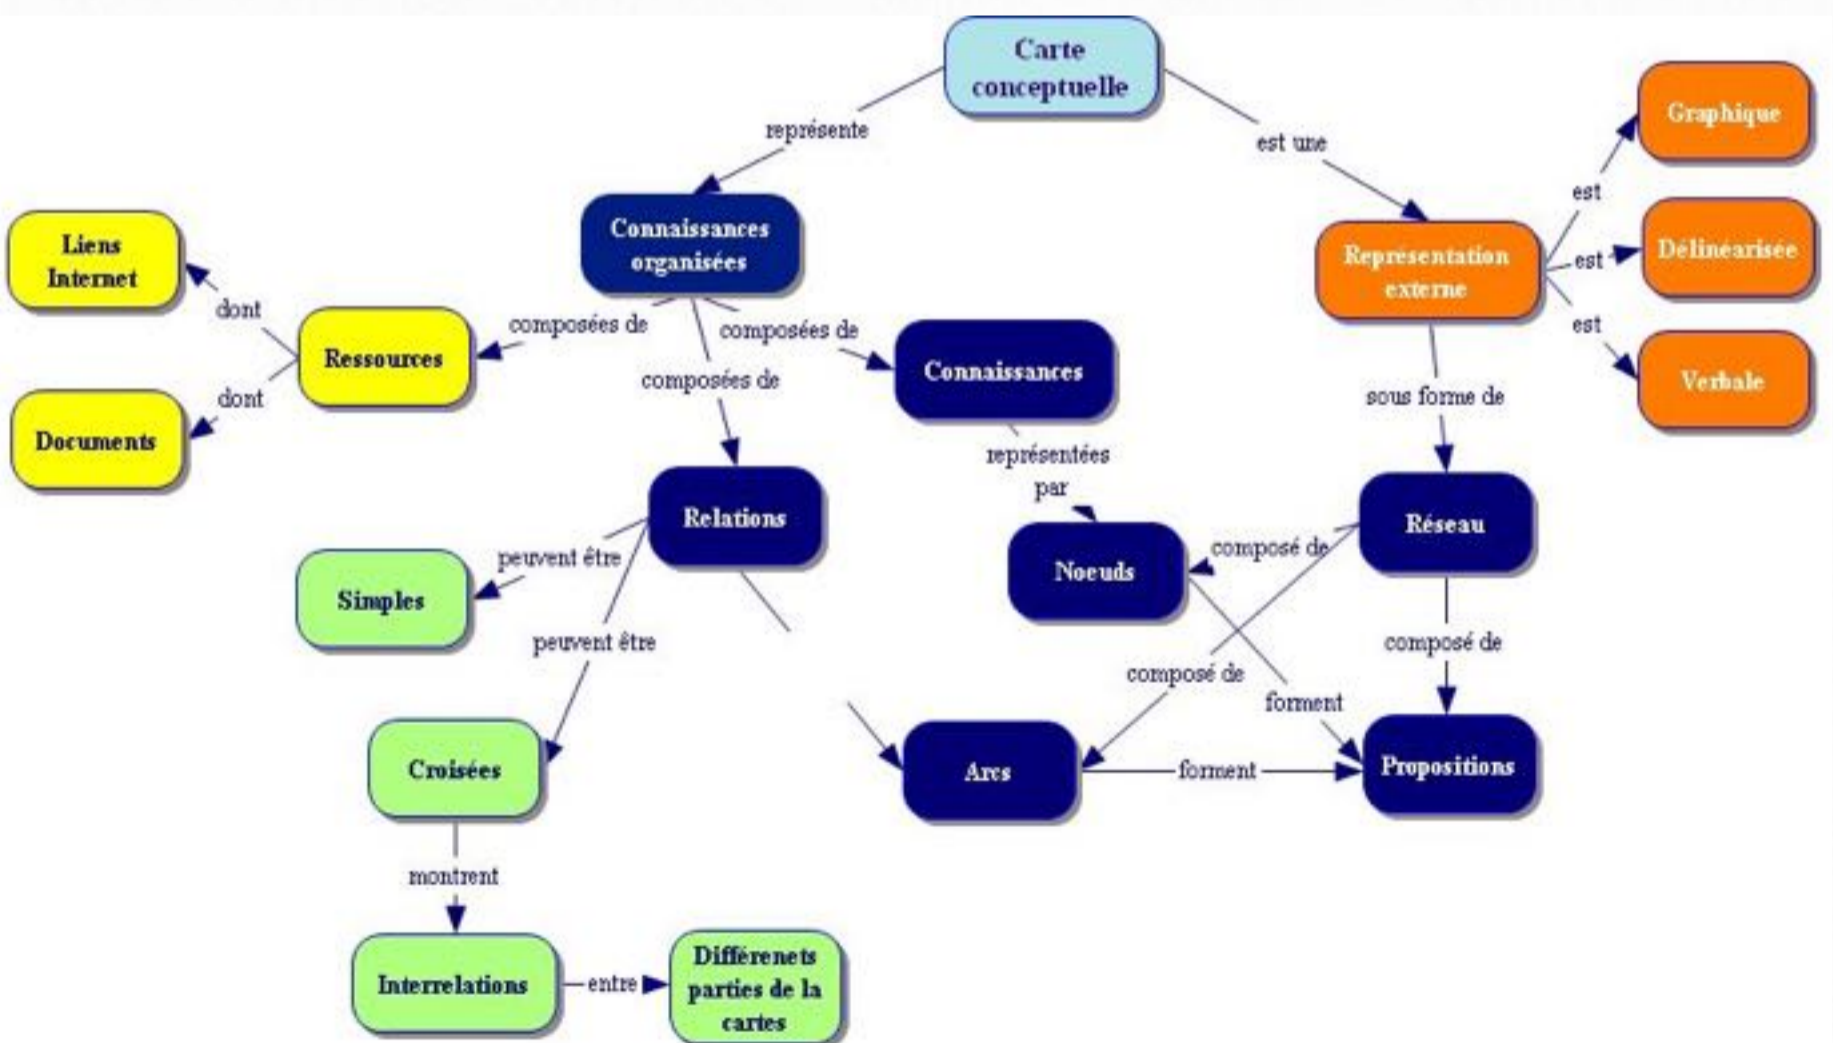 Carte
conceptuelle
Graphique
représente
est une
est
Connaissances
organisées
Liens
Internet
Représentation
externe
est
Délinéarisée
dont
composées de
composées de
est
Ressources
Connaissances
Verbale
composées de
sous forme de
dont
Documents
représentées
par
Relations
Réseau
composé de
peuvent être
Noeuds
Simples
peuvent être
composé de
composé de
forment
Croisées
Arcs
forment
Propositions
montrent
Interrelations
entre
Différenets
parties de la
cartes